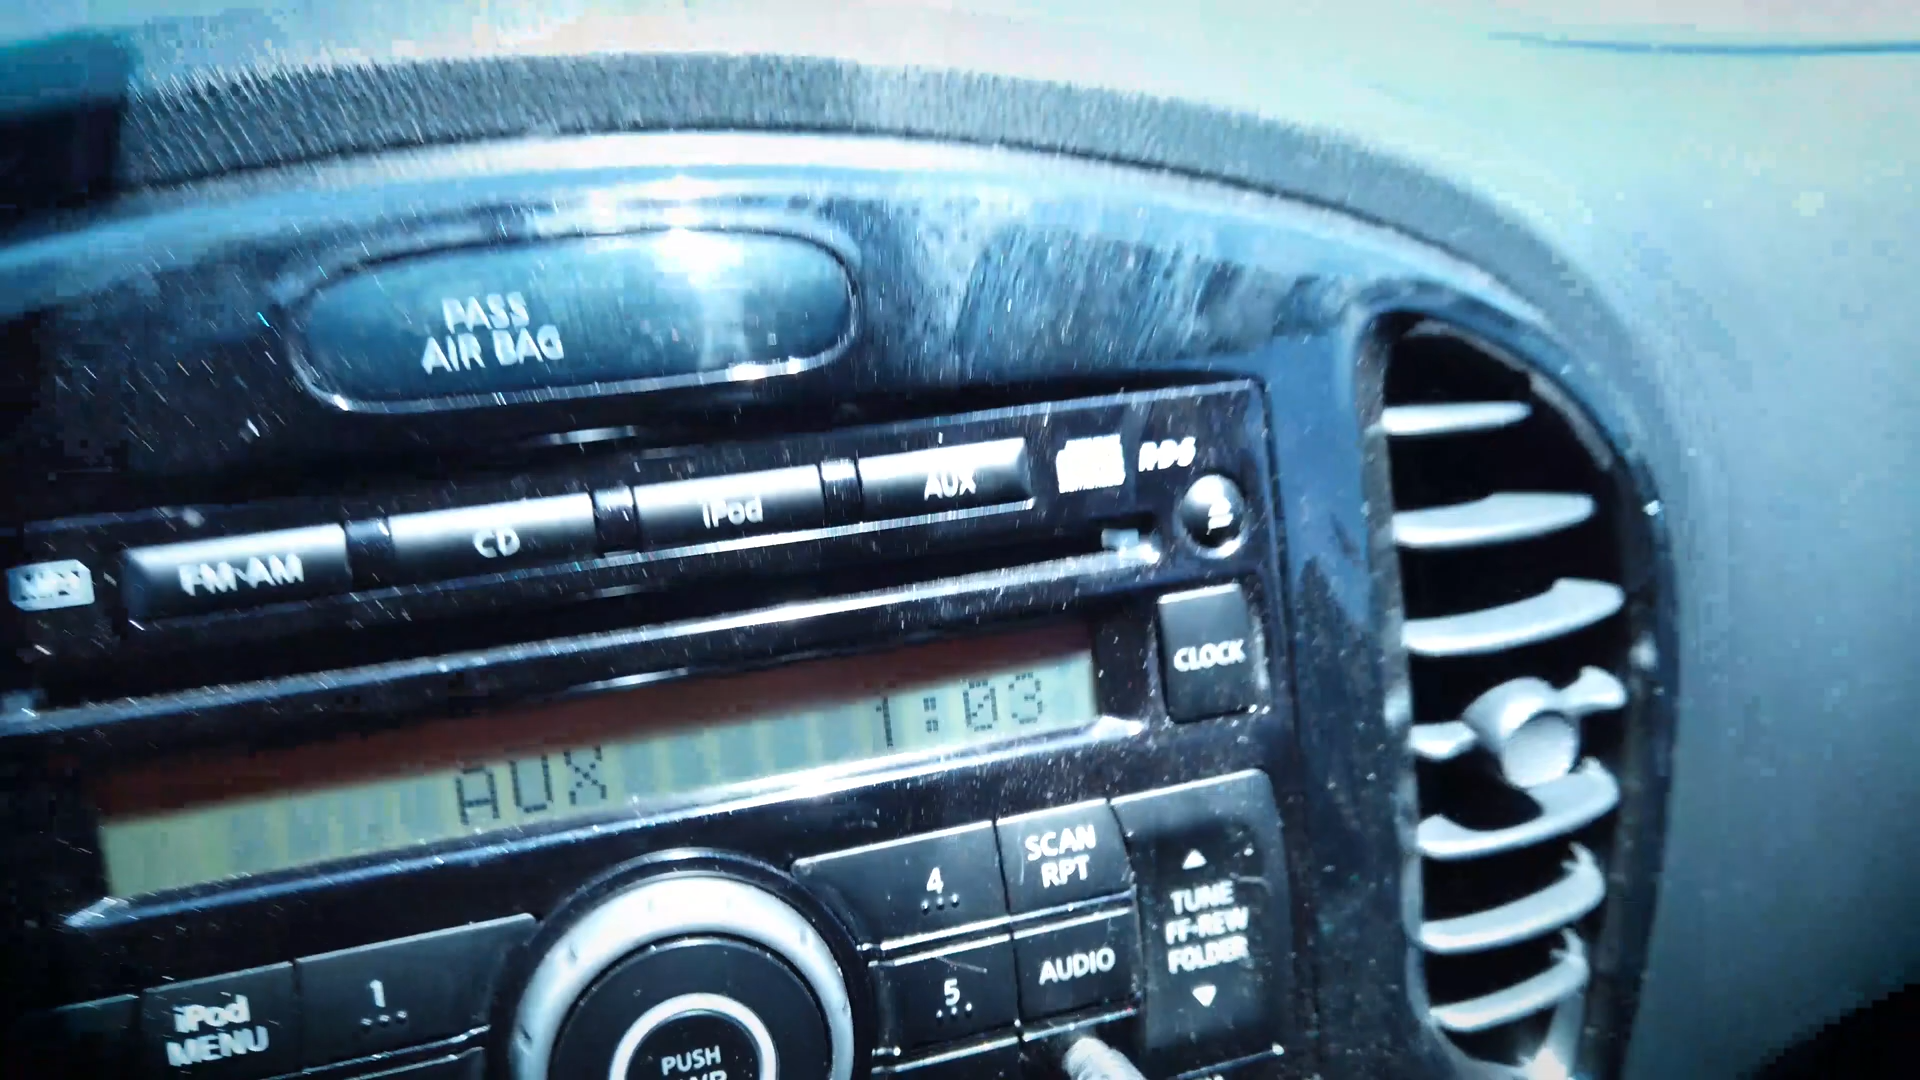 PASS
AIR BAG
FM·AM
CD
iPod
AUX
RDS
CLOCK
AUX
1:03
iPod
MENU
1
4
5
SCAN
RPT
AUDIO
TUNE
FF·REW
FOLDER
PUSH